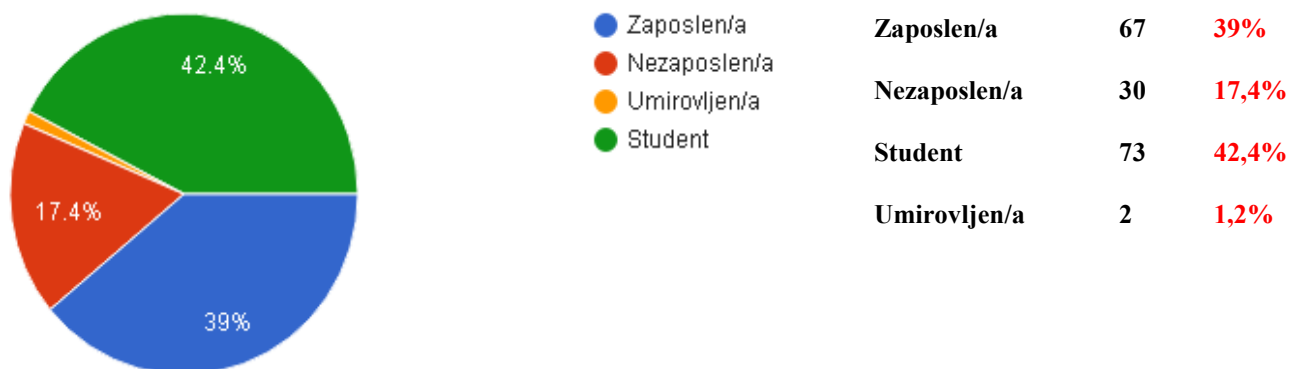 42.4%
17.4%
39%
Zaposlen/a
Nezaposlen/a
Umirovljen/a
Student
Zaposlen/a 67 39%
Nezaposlen/a 30 17,4%
Student 73 42,4%
Umirovljen/a 2 1,2%